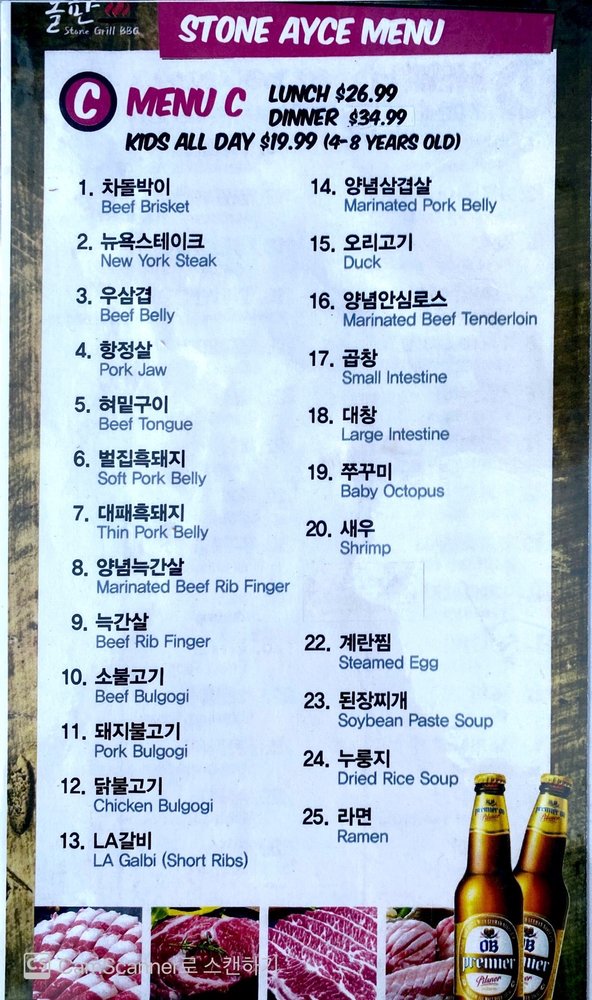 돌판
Stone Grill BBQ
STONE AYCE MENU
C MENU C
LUNCH $26.99
DINNER $34.99
KIDS ALL DAY $19.99 (4-8 YEARS OLD)
1. 차돌박이
Beef Brisket
2. 뉴욕스테이크
New York Steak
3. 우삼겹
Beef Belly
4. 항정살
Pork Jaw
5. 혀밑구이
Beef Tongue
6. 벌집흑돼지
Soft Pork Belly
7. 대패흑돼지
Thin Pork Belly
8. 양념늑간살
Marinated Beef Rib Finger
9. 늑간살
Beef Rib Finger
10. 소불고기
Beef Bulgogi
11. 돼지불고기
Pork Bulgogi
12. 닭불고기
Chicken Bulgogi
13. LA갈비
LA Galbi (Short Ribs)
14. 양념삼겹살
Marinated Pork Belly
15. 오리고기
Duck
16. 양념안심로스
Marinated Beef Tenderloin
17. 곱창
Small Intestine
18. 대창
Large Intestine
19. 쭈꾸미
Baby Octopus
20. 새우
Shrimp
22. 계란찜
Steamed Egg
23. 된장찌개
Soybean Paste Soup
24. 누룽지
Dried Rice Soup
25. 라면
Ramen
OB
premier
Pilsner
OB
premier
CS CamScanner로 스캔하기